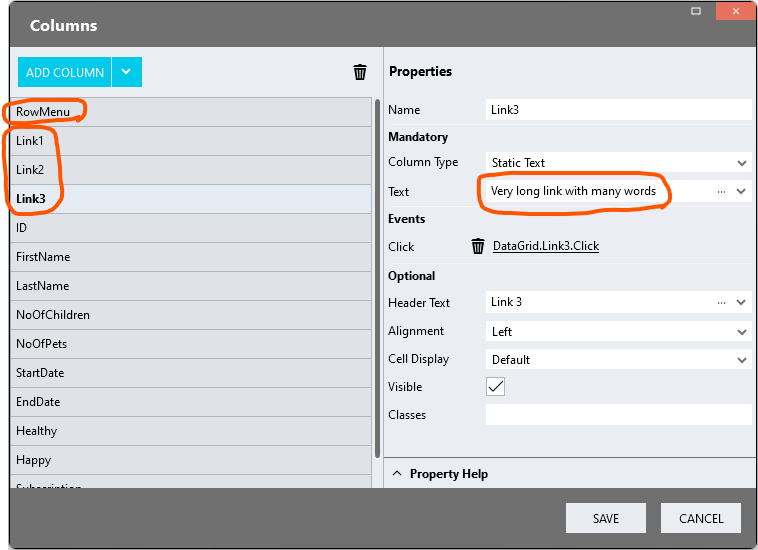 Columns
ADD COLUMN
RowMenu
Link1
Link2
Link3
ID
FirstName
LastName
NoOfChildren
NoOfPets
StartDate
EndDate
Healthy
Happy
Subscription
Properties
Name Link3
Mandatory
Column Type Static Text
Text Very long link with many words ...
Events
Click DataGrid.Link3.Click
Optional
Header Text Link 3 ...
Alignment Left
Cell Display Default
Visible
Classes
Property Help
SAVE CANCEL